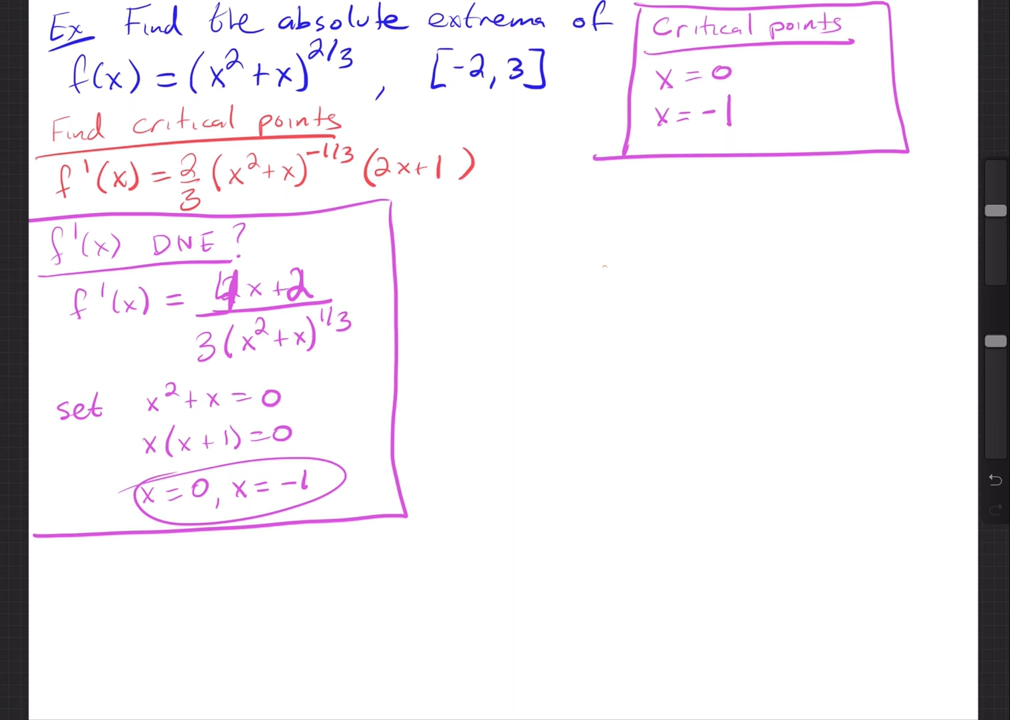 Ex Find the absolute extrema of
f(x) = (x² + x)^{2/3} , [-2, 3]
Critical points
x = 0
x = -1
Find critical points
f'(x) = 2/3 (x² + x)^{-1/3} (2x+1)
f'(x) DNE ?
f'(x) = (4x + 2) / (3(x² + x)^{1/3})
set x² + x = 0
x(x + 1) = 0
x = 0, x = -1